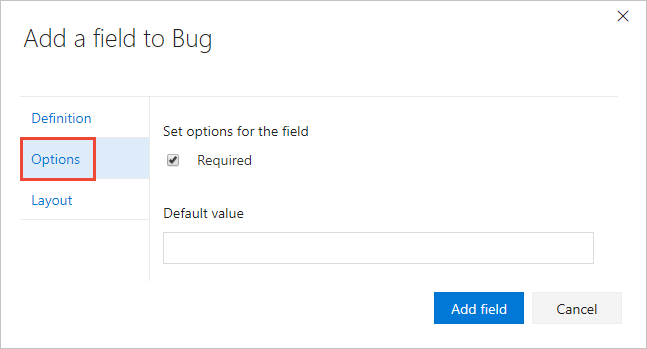 Add a field to Bug
Definition
Options
Layout
Set options for the field
Required
Default value
Add field
Cancel